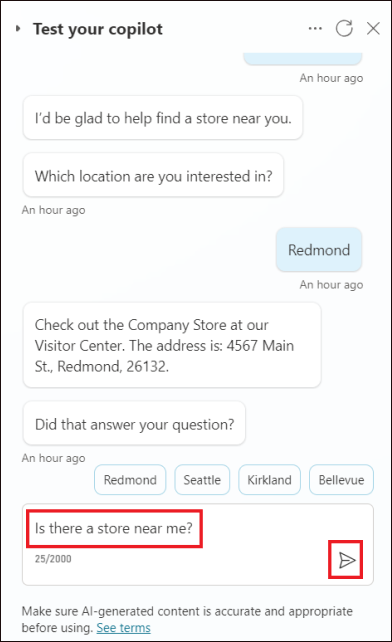 Test your copilot
An hour ago
I'd be glad to help find a store near you.
Which location are you interested in?
An hour ago
Redmond
An hour ago
Check out the Company Store at our
Visitor Center. The address is: 4567 Main
St., Redmond, 26132.
Did that answer your question?
An hour ago
Redmond Seattle Kirkland Bellevue
Is there a store near me?
25/2000
Make sure AI-generated content is accurate and appropriate
before using. See terms